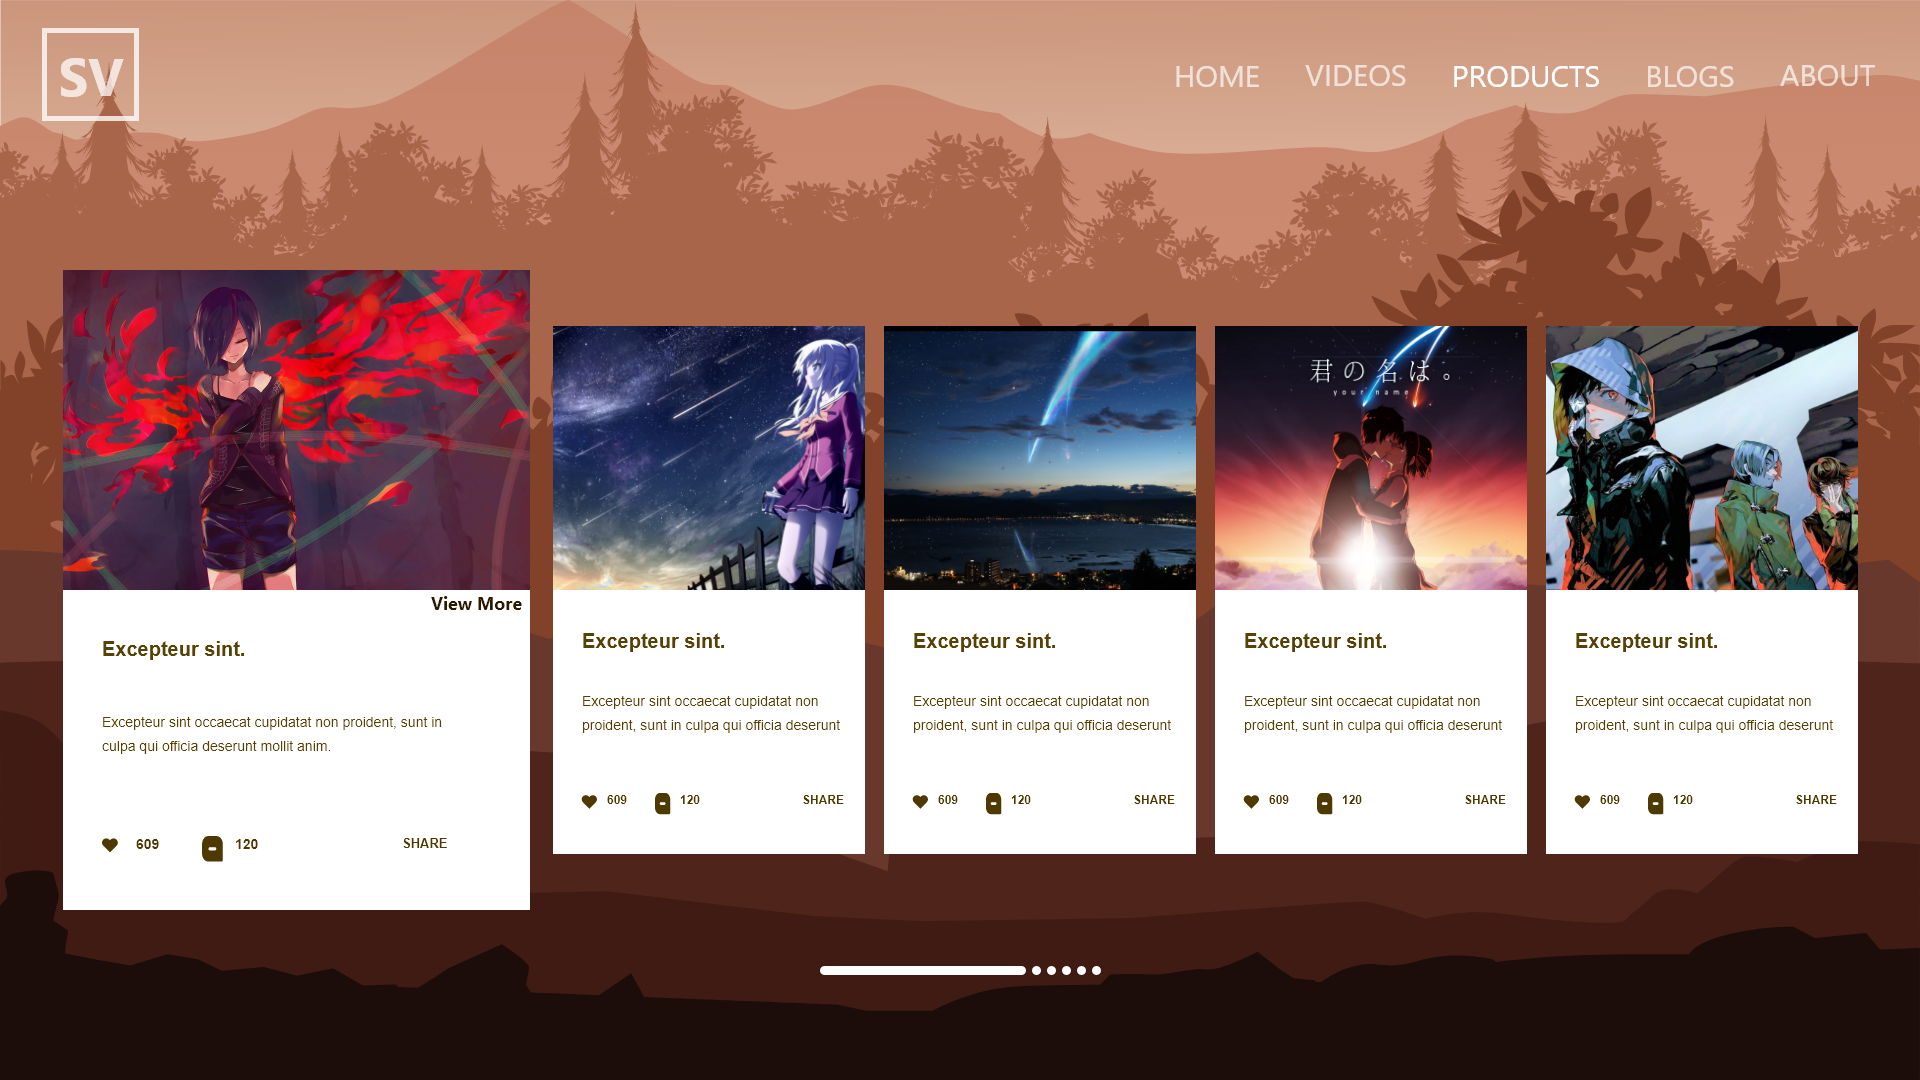 SV
HOME VIDEOS PRODUCTS BLOGS ABOUT
君の名は。
your name
View More
Excepteur sint.
Excepteur sint occaecat cupidatat non proident, sunt in
culpa qui officia deserunt mollit anim.
609 120 SHARE
Excepteur sint.
Excepteur sint occaecat cupidatat non
proident, sunt in culpa qui officia deserunt
609 120 SHARE
Excepteur sint.
Excepteur sint occaecat cupidatat non
proident, sunt in culpa qui officia deserunt
609 120 SHARE
Excepteur sint.
Excepteur sint occaecat cupidatat non
proident, sunt in culpa qui officia deserunt
609 120 SHARE
Excepteur sint.
Excepteur sint occaecat cupidatat non
proident, sunt in culpa qui officia deserunt
609 120 SHARE